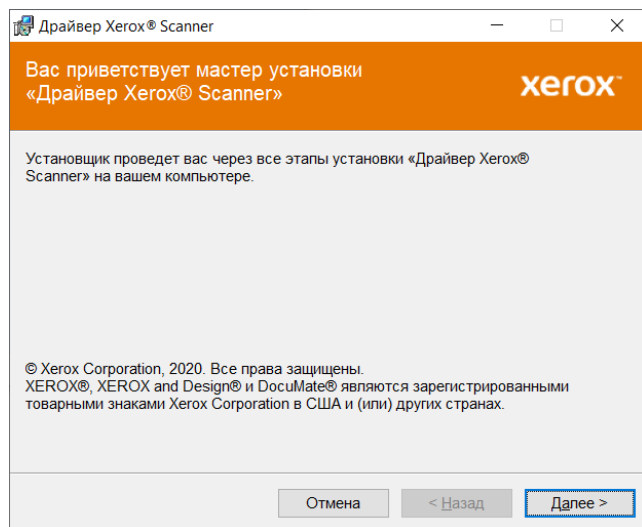 Драйвер Xerox® Scanner
Вас приветствует мастер установки
«Драйвер Xerox® Scanner»
xerox™
Установщик проведет вас через все этапы установки «Драйвер Xerox®
Scanner» на вашем компьютере.
© Xerox Corporation, 2020. Все права защищены.
XEROX®, XEROX and Design® и DocuMate® являются зарегистрированными
товарными знаками Xerox Corporation в США и (или) других странах.
Отмена
< Назад
Далее >